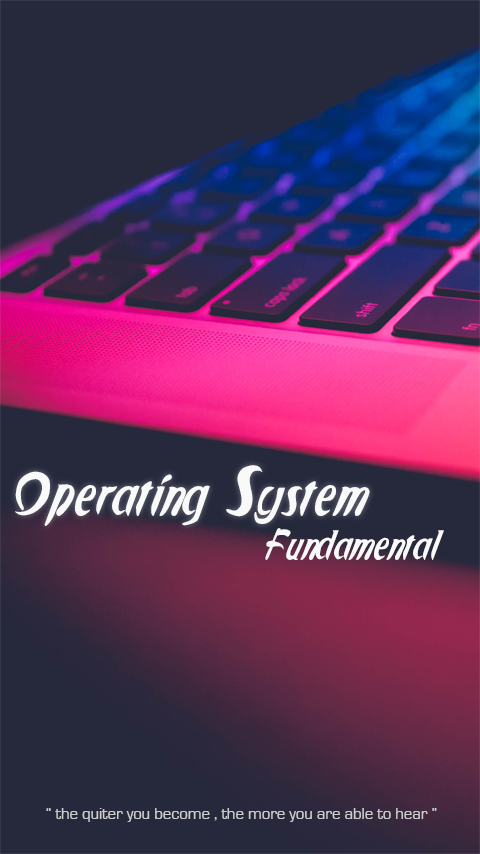 tab
caps lock
shift
fn
Operating System
Fundamental
" the quiter you become , the more you are able to hear "